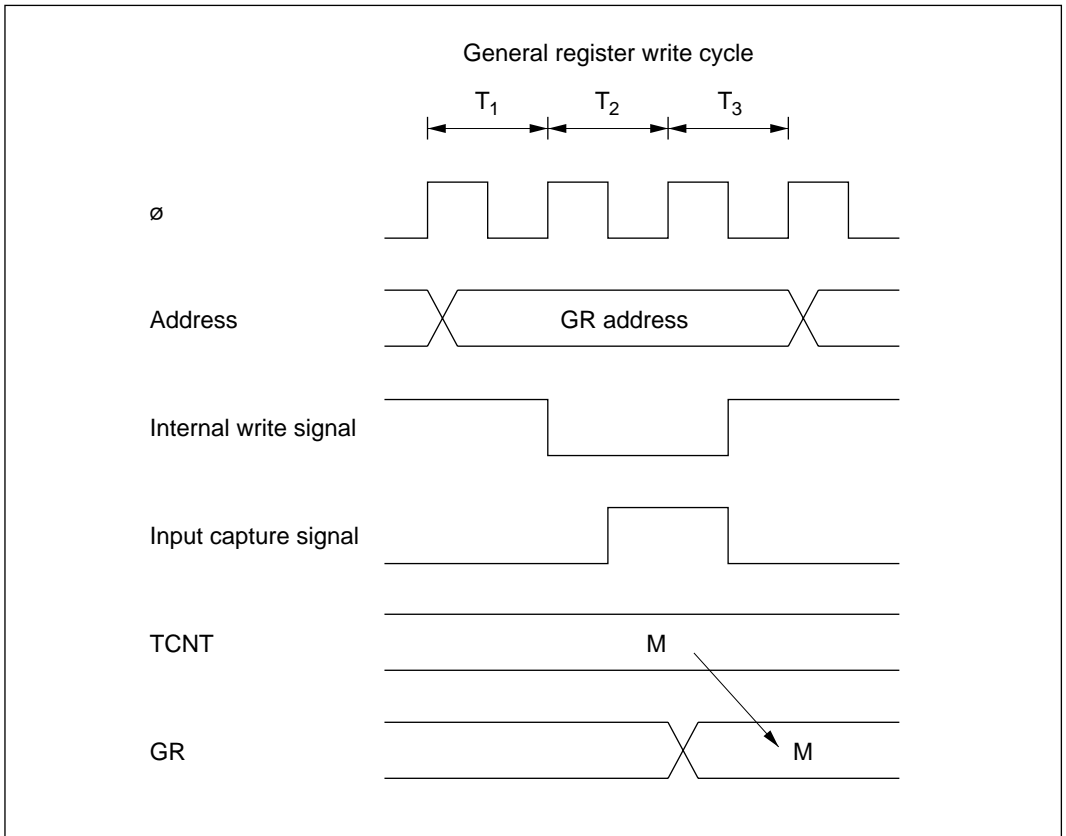 General register write cycle
T1 T2 T3
ø
Address GR address
Internal write signal
Input capture signal
TCNT M
GR M